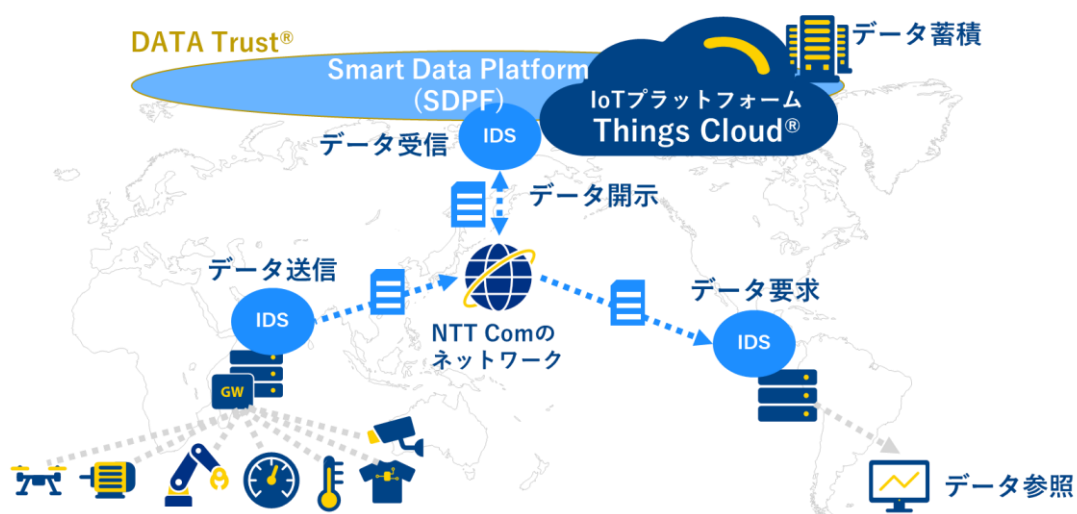 DATA Trust®
データ蓄積
Smart Data Platform
(SDPF)
IoTプラットフォーム
Things Cloud®
データ受信
IDS
データ開示
データ送信
IDS
NTT Comの
ネットワーク
データ要求
IDS
GW
データ参照